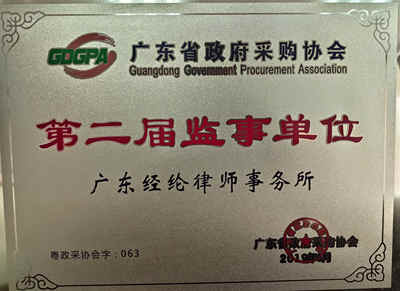 GDGPA
广东省政府采购协会
Guangdong Government Procurement Association
第二届监事单位
广东经纶律师事务所
粤政采协会字：063
广东省政府采购协会